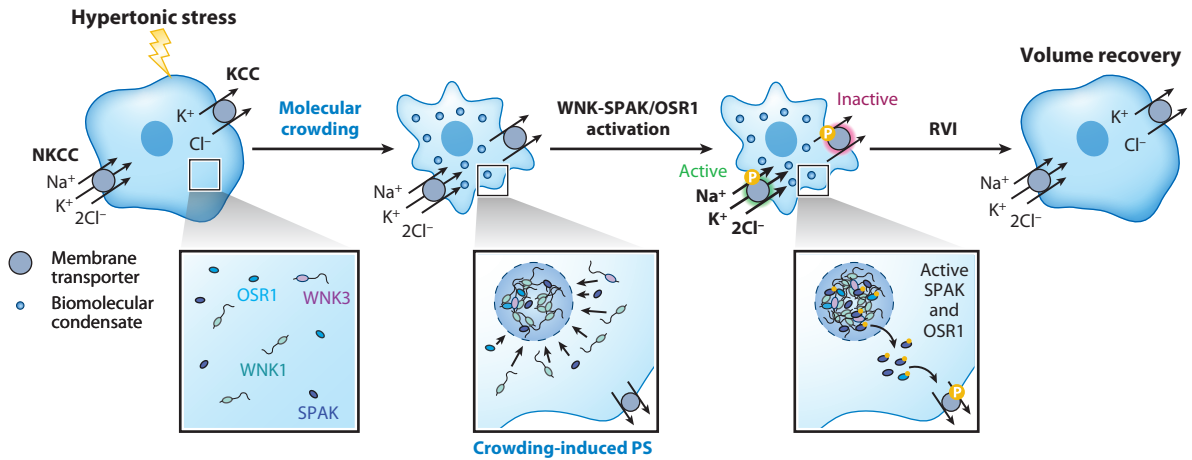 Hypertonic stress
KCC
K⁺
Cl⁻
NKCC
Na⁺
K⁺
2Cl⁻
Molecular
crowding
Na⁺
K⁺
2Cl⁻
WNK-SPAK/OSR1
activation
Inactive
P
Active
P
Na⁺
K⁺
2Cl⁻
RVI
Volume recovery
K⁺
Cl⁻
Na⁺
K⁺
2Cl⁻
Membrane
transporter
Biomolecular
condensate
OSR1
WNK3
WNK1
SPAK
Crowding-induced PS
Active
SPAK
and
OSR1
P